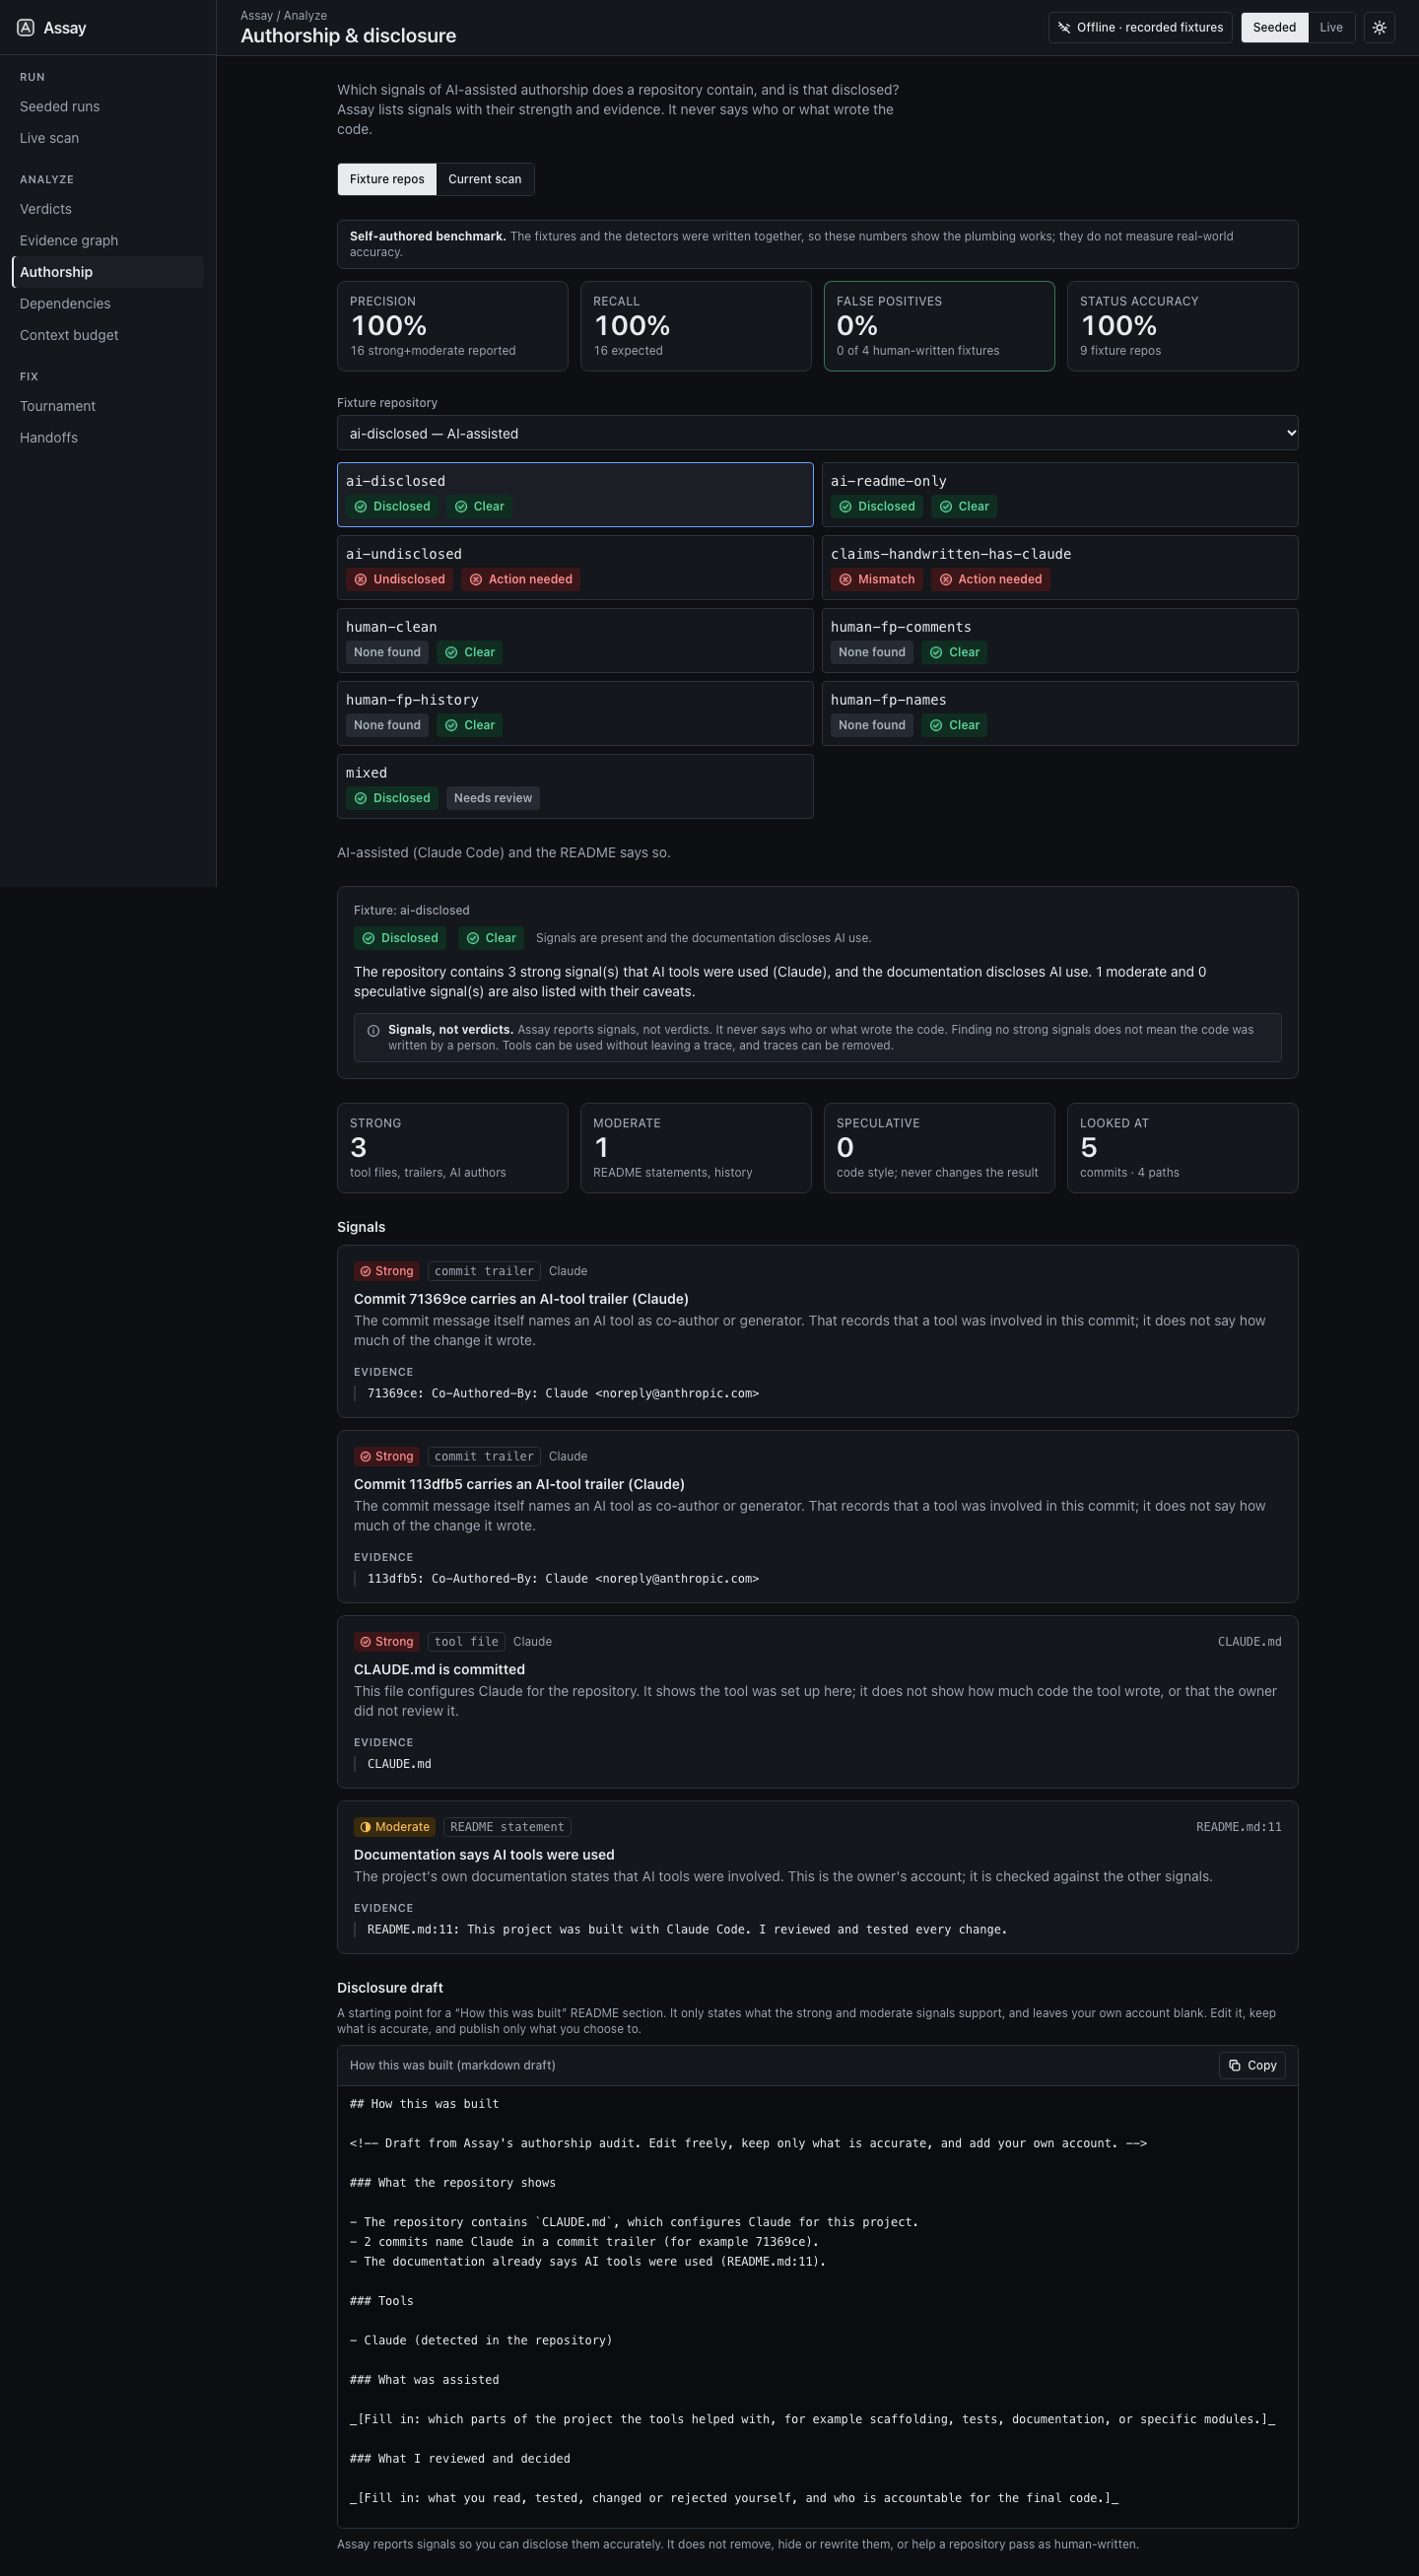 Assay
RUN
Seeded runs
Live scan
ANALYZE
Verdicts
Evidence graph
Authorship
Dependencies
Context budget
FIX
Tournament
Handoffs
Assay / Analyze
Authorship & disclosure
Offline · recorded fixtures
Seeded
Live
Which signals of AI-assisted authorship does a repository contain, and is that disclosed?
Assay lists signals with their strength and evidence. It never says who or what wrote the
code.
Fixture repos
Current scan
Self-authored benchmark. The fixtures and the detectors were written together, so these numbers show the plumbing works; they do not measure real-world
accuracy.
PRECISION
100%
16 strong+moderate reported
RECALL
100%
16 expected
FALSE POSITIVES
0%
0 of 4 human-written fixtures
STATUS ACCURACY
100%
9 fixture repos
Fixture repository
ai-disclosed — AI-assisted
ai-disclosed
Disclosed Clear
ai-readme-only
Disclosed Clear
ai-undisclosed
Undisclosed Action needed
claims-handwritten-has-claude
Mismatch Action needed
human-clean
None found Clear
human-fp-comments
None found Clear
human-fp-history
None found Clear
human-fp-names
None found Clear
mixed
Disclosed Needs review
AI-assisted (Claude Code) and the README says so.
Fixture: ai-disclosed
Disclosed Clear Signals are present and the documentation discloses AI use.
The repository contains 3 strong signal(s) that AI tools were used (Claude), and the documentation discloses AI use. 1 moderate and 0
speculative signal(s) are also listed with their caveats.
Signals, not verdicts. Assay reports signals, not verdicts. It never says who or what wrote the code. Finding no strong signals does not mean the code was
written by a person. Tools can be used without leaving a trace, and traces can be removed.
STRONG
3
tool files, trailers, AI authors
MODERATE
1
README statements, history
SPECULATIVE
0
code style; never changes the result
LOOKED AT
5
commits · 4 paths
Signals
Strong commit trailer Claude
Commit 71369ce carries an AI-tool trailer (Claude)
The commit message itself names an AI tool as co-author or generator. That records that a tool was involved in this commit; it does not say how
much of the change it wrote.
EVIDENCE
71369ce: Co-Authored-By: Claude <noreply@anthropic.com>
Strong commit trailer Claude
Commit 113dfb5 carries an AI-tool trailer (Claude)
The commit message itself names an AI tool as co-author or generator. That records that a tool was involved in this commit; it does not say how
much of the change it wrote.
EVIDENCE
113dfb5: Co-Authored-By: Claude <noreply@anthropic.com>
Strong tool file Claude CLAUDE.md
CLAUDE.md is committed
This file configures Claude for the repository. It shows the tool was set up here; it does not show how much code the tool wrote, or that the owner
did not review it.
EVIDENCE
CLAUDE.md
Moderate README statement README.md:11
Documentation says AI tools were used
The project's own documentation states that AI tools were involved. This is the owner's account; it is checked against the other signals.
EVIDENCE
README.md:11: This project was built with Claude Code. I reviewed and tested every change.
Disclosure draft
A starting point for a “How this was built” README section. It only states what the strong and moderate signals support, and leaves your own account blank. Edit it, keep
what is accurate, and publish only what you choose to.
How this was built (markdown draft)
Copy
## How this was built
<!-- Draft from Assay's authorship audit. Edit freely, keep only what is accurate, and add your own account. -->
### What the repository shows
- The repository contains `CLAUDE.md`, which configures Claude for this project.
- 2 commits name Claude in a commit trailer (for example 71369ce).
- The documentation already says AI tools were used (README.md:11).
### Tools
- Claude (detected in the repository)
### What was assisted
_[Fill in: which parts of the project the tools helped with, for example scaffolding, tests, documentation, or specific modules.]_
### What I reviewed and decided
_[Fill in: what you read, tested, changed or rejected yourself, and who is accountable for the final code.]_
Assay reports signals so you can disclose them accurately. It does not remove, hide or rewrite them, or help a repository pass as human-written.